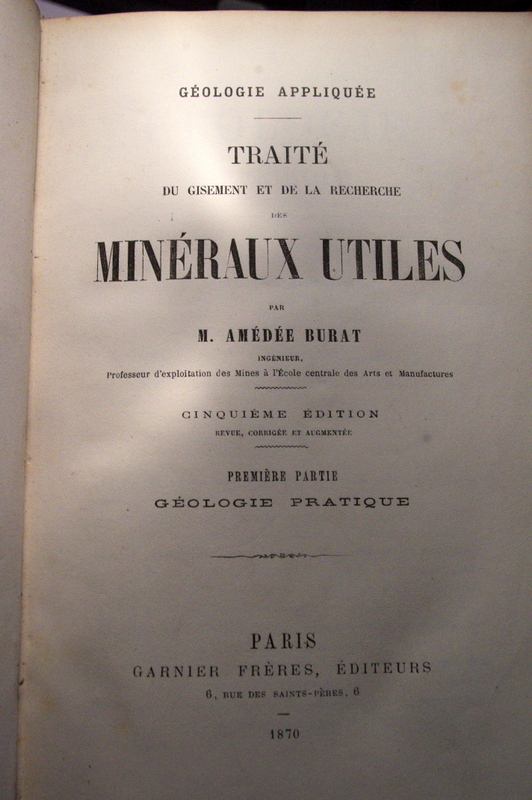 GÉOLOGIE APPLIQUÉE
TRAITÉ
DU GISEMENT ET DE LA RECHERCHE
DES
MINÉRAUX UTILES
PAR
M. AMÉDÉE BURAT
INGÉNIEUR,
Professeur d'exploitation des Mines à l'École centrale des Arts et Manufactures
CINQUIÈME ÉDITION
REVUE, CORRIGÉE ET AUGMENTÉE
PREMIÈRE PARTIE
GÉOLOGIE PRATIQUE
PARIS
GARNIER FRÈRES, ÉDITEURS
6, RUE DES SAINTS-PÈRES, 6
1870